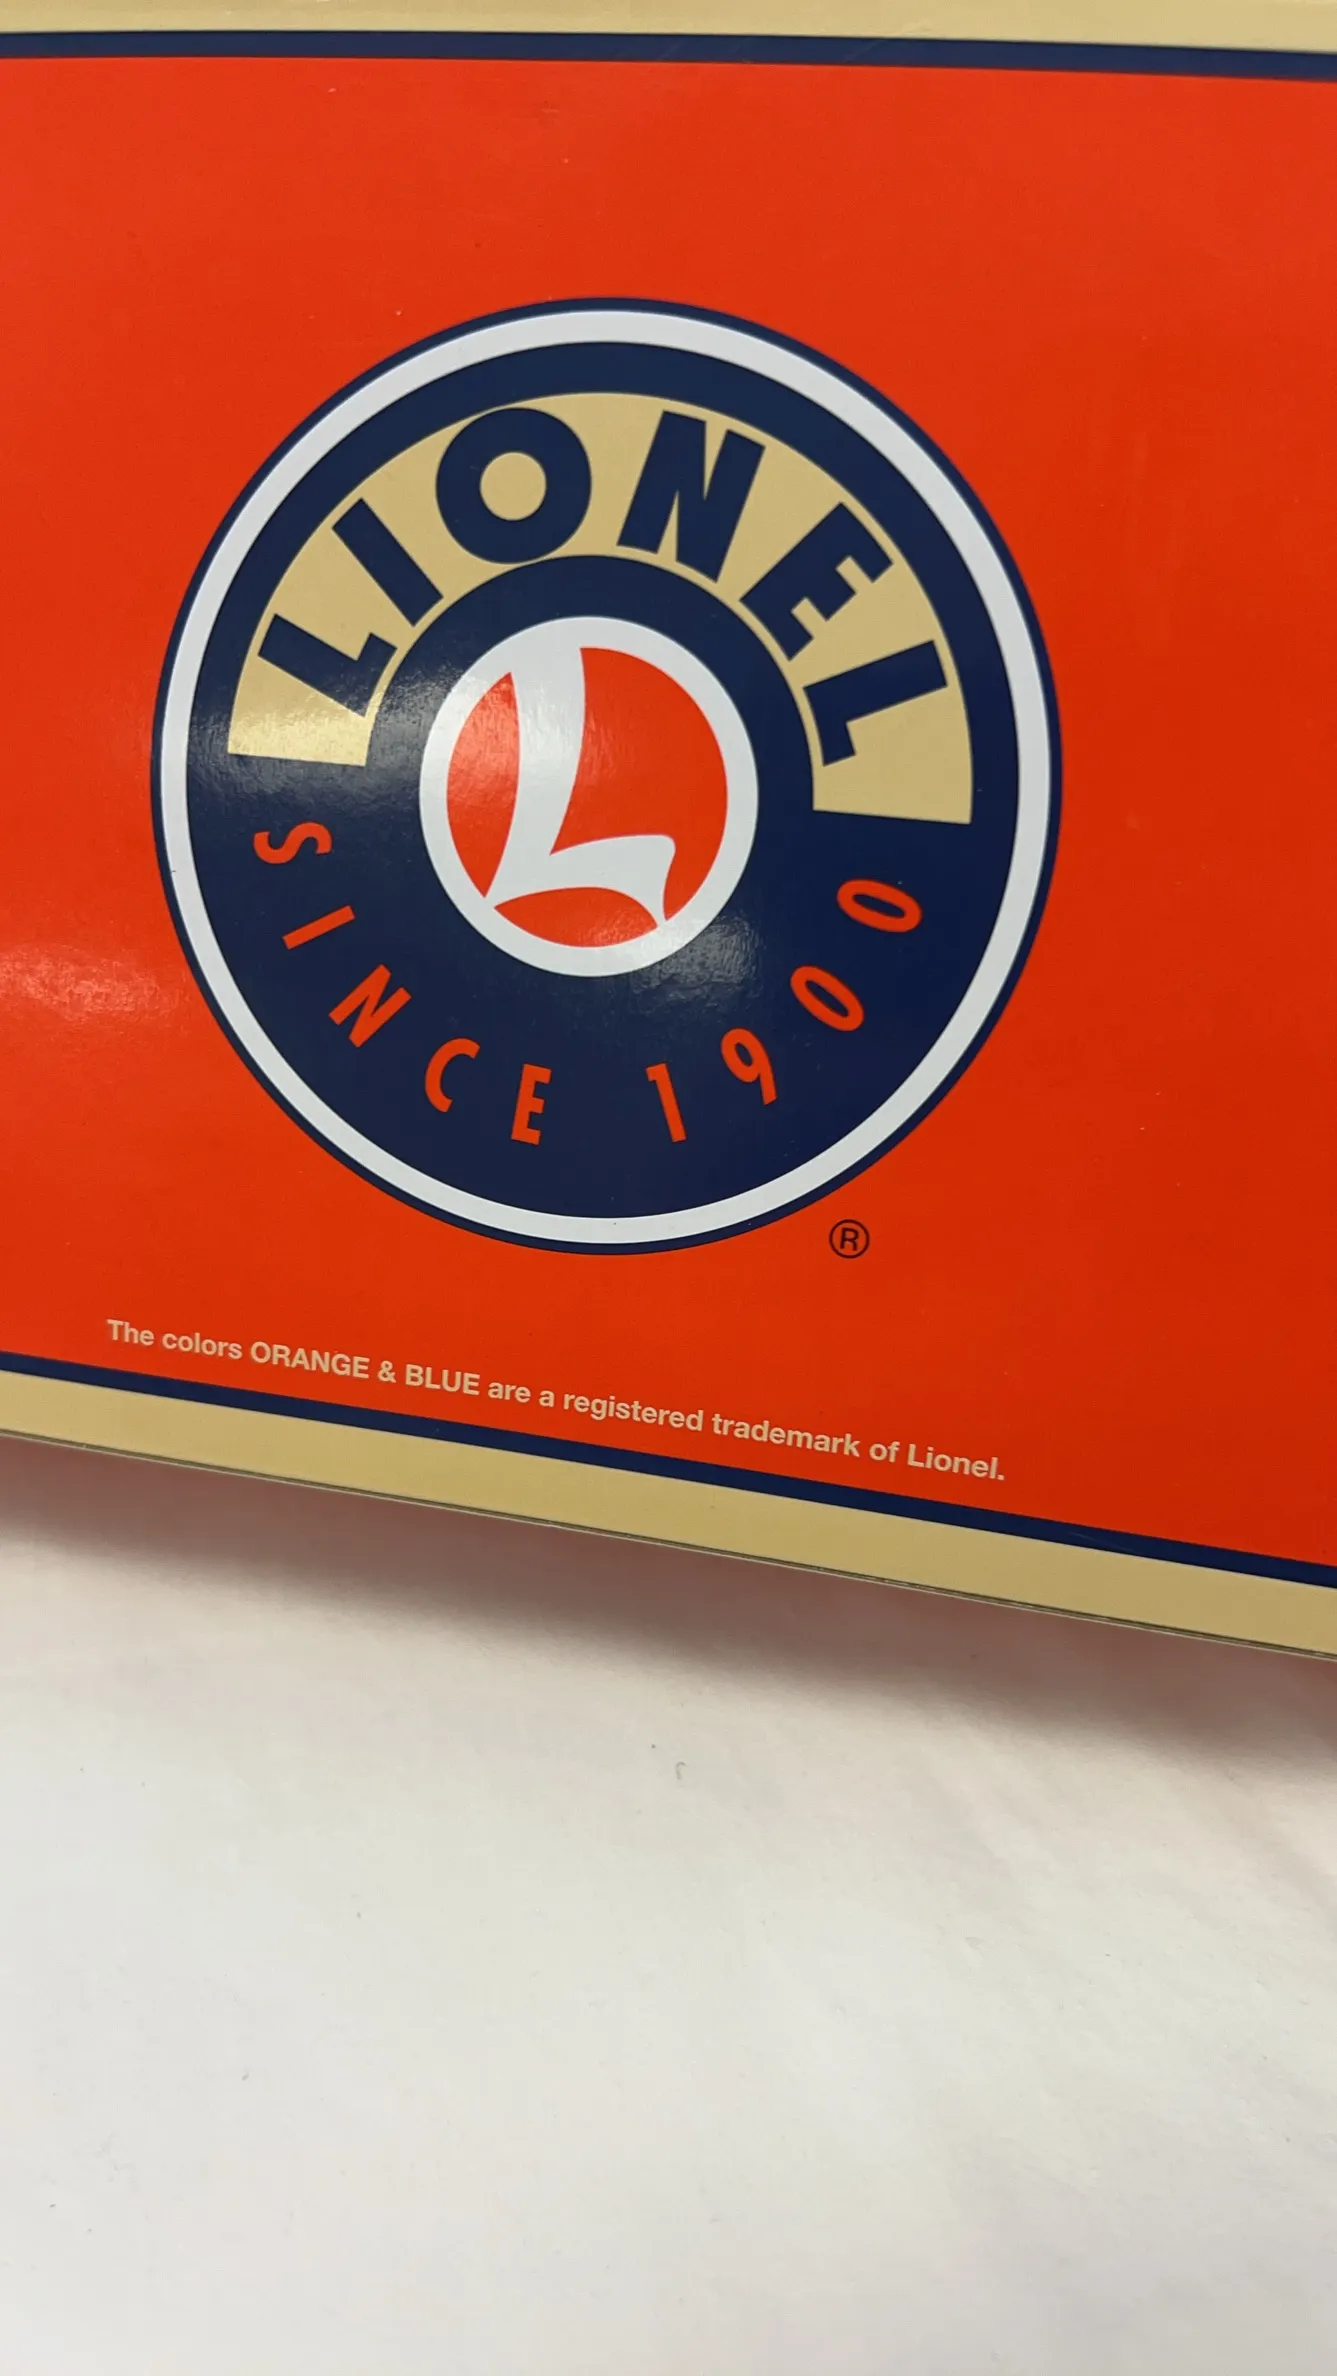 LIONEL
L
SINCE 1900
®
The colors ORANGE & BLUE are a registered trademark of Lionel.